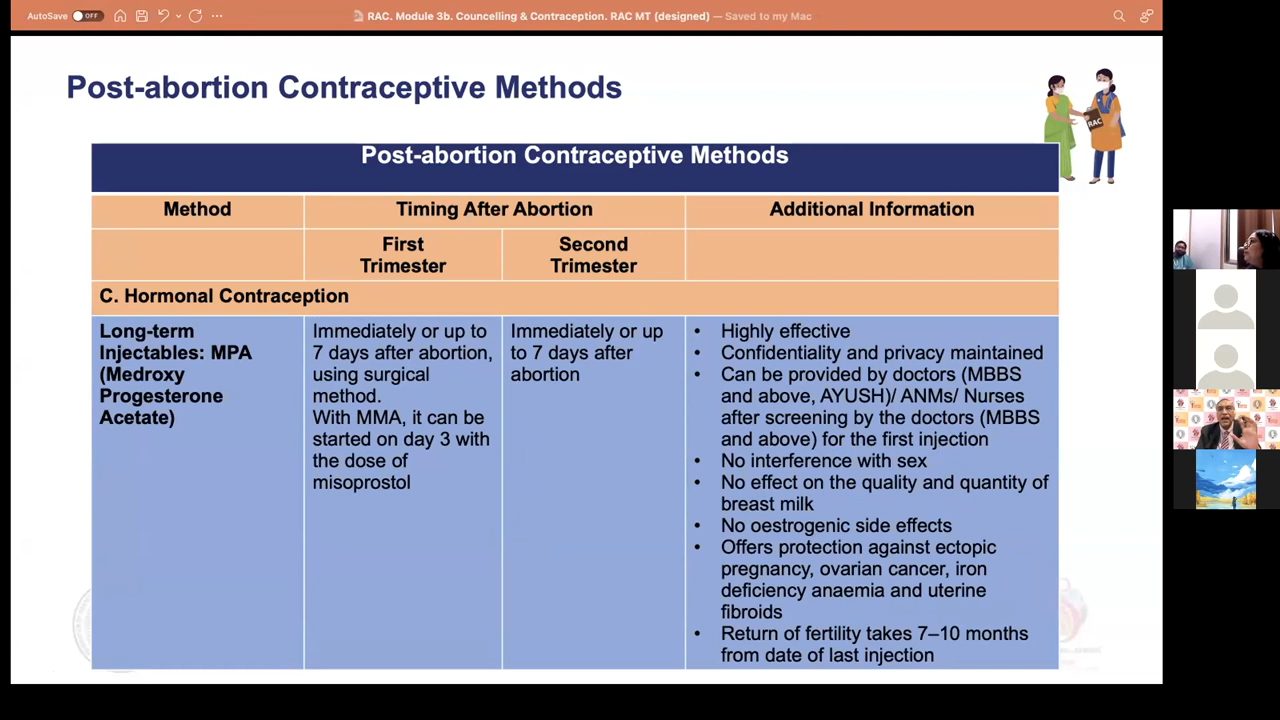 AutoSave OFF
RAC. Module 3b. Councelling & Contraception. RAC MT (designed) — Saved to my Mac
Post-abortion Contraceptive Methods
RAC
Post-abortion Contraceptive Methods
Method
Timing After Abortion
Additional Information
First
Trimester
Second
Trimester
C. Hormonal Contraception
Long-term
Injectables: MPA
(Medroxy
Progesterone
Acetate)
Immediately or up to
7 days after abortion,
using surgical
method.
With MMA, it can be
started on day 3 with
the dose of
misoprostol
Immediately or up
to 7 days after
abortion
• Highly effective
• Confidentiality and privacy maintained
• Can be provided by doctors (MBBS
and above, AYUSH)/ ANMs/ Nurses
after screening by the doctors (MBBS
and above) for the first injection
• No interference with sex
• No effect on the quality and quantity of
breast milk
• No oestrogenic side effects
• Offers protection against ectopic
pregnancy, ovarian cancer, iron
deficiency anaemia and uterine
fibroids
• Return of fertility takes 7–10 months
from date of last injection